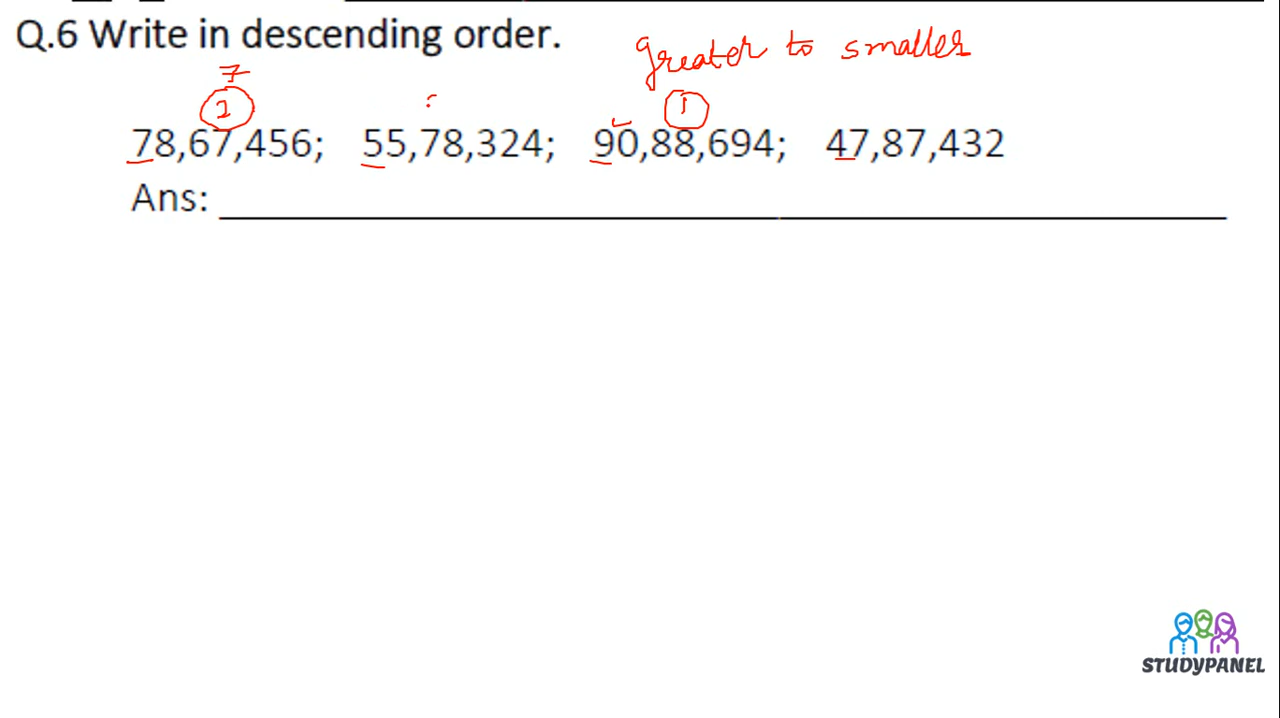 Q.6 Write in descending order.
greater to smaller
7
2 1
78,67,456; 55,78,324; 90,88,694; 47,87,432
Ans:
STUDYPANEL